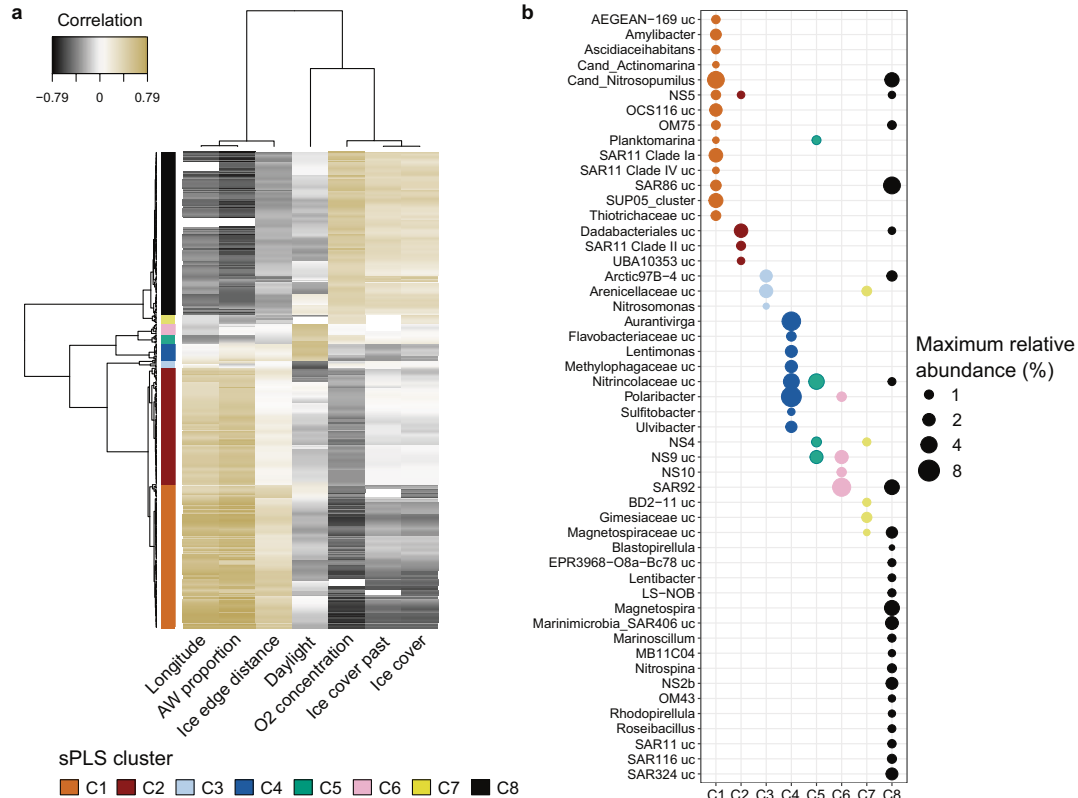 a
Correlation
−0.79
0
0.79
Longitude
AW proportion
Ice edge distance
Daylight
O2 concentration
Ice cover past
Ice cover
sPLS cluster
C1 C2 C3 C4 C5 C6 C7 C8
b
AEGEAN−169 uc
Amylibacter
Ascidiaceihabitans
Cand_Actinomarina
Cand_Nitrosopumilus
NS5
OCS116 uc
OM75
Planktomarina
SAR11 Clade Ia
SAR11 Clade IV uc
SAR86 uc
SUP05_cluster
Thiotrichaceae uc
Dadabacteriales uc
SAR11 Clade II uc
UBA10353 uc
Arctic97B−4 uc
Arenicellaceae uc
Nitrosomonas
Aurantivirga
Flavobacteriaceae uc
Lentimonas
Methylophagaceae uc
Nitrincolaceae uc
Polaribacter
Sulfitobacter
Ulvibacter
NS4
NS9 uc
NS10
SAR92
BD2−11 uc
Gimesiaceae uc
Magnetospiraceae uc
Blastopirellula
EPR3968−O8a−Bc78 uc
Lentibacter
LS−NOB
Magnetospira
Marinimicrobia_SAR406 uc
Marinoscillum
MB11C04
Nitrospina
NS2b
OM43
Rhodopirellula
Roseibacillus
SAR11 uc
SAR116 uc
SAR324 uc
C1 C2 C3 C4 C5 C6 C7 C8
Maximum relative
abundance (%)
1
2
4
8